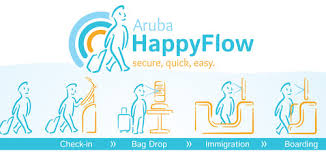 Aruba
HappyFlow
secure, quick, easy.
Check-in » Bag Drop » Immigration » Boarding